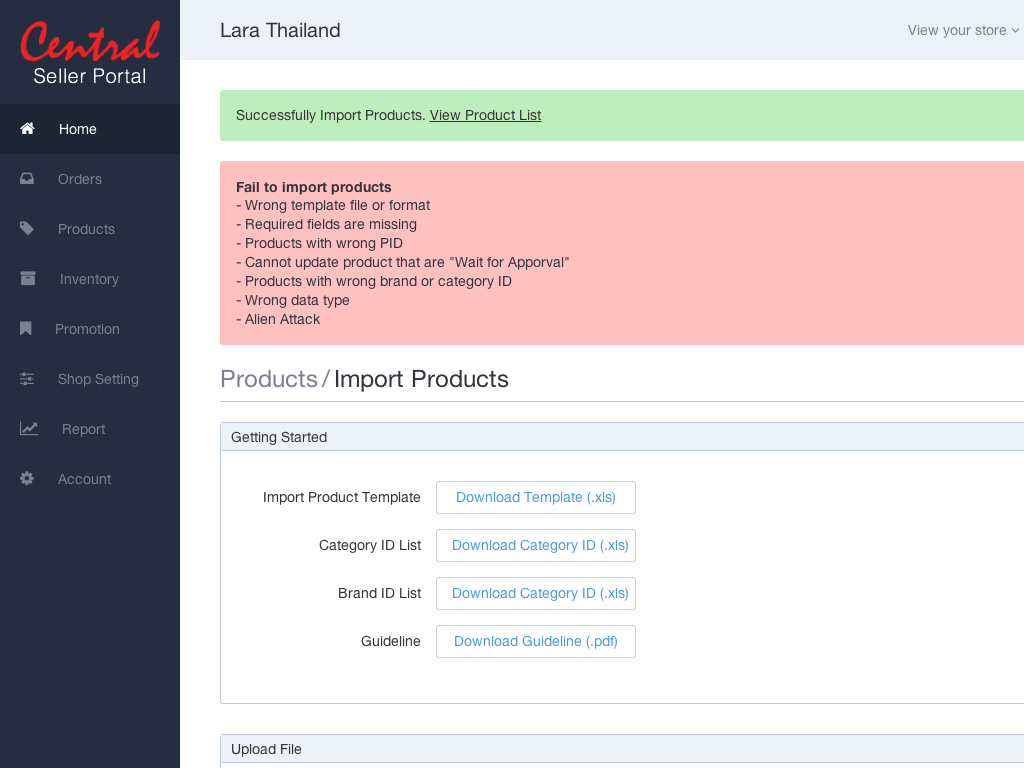 Central
Seller Portal
Home
Orders
Products
Inventory
Promotion
Shop Setting
Report
Account
Lara Thailand
View your store
Successfully Import Products. View Product List
Fail to import products
- Wrong template file or format
- Required fields are missing
- Products with wrong PID
- Cannot update product that are "Wait for Apporval"
- Products with wrong brand or category ID
- Wrong data type
- Alien Attack
Products / Import Products
Getting Started
Import Product Template
Download Template (.xls)
Category ID List
Download Category ID (.xls)
Brand ID List
Download Category ID (.xls)
Guideline
Download Guideline (.pdf)
Upload File